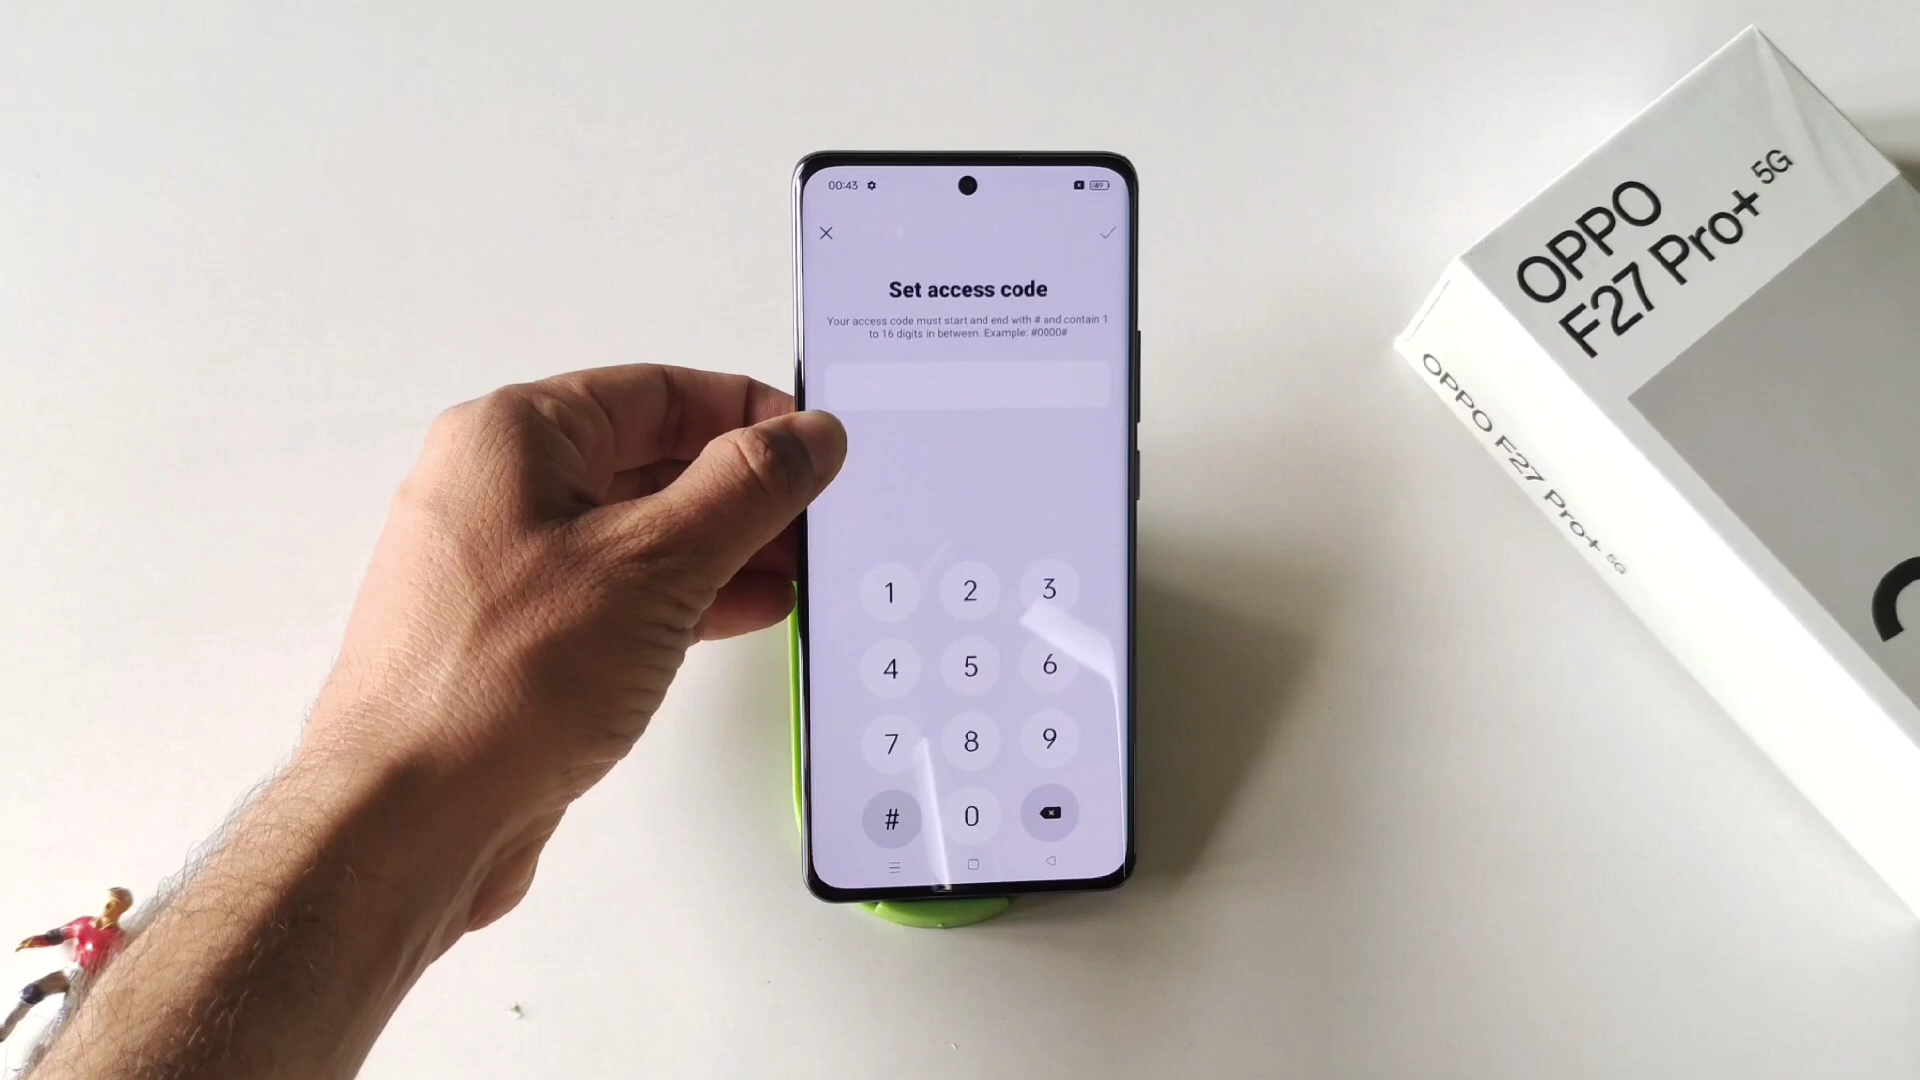 00:43
89
Set access code
Your access code must start and end with # and contain 1
to 16 digits in between. Example: #0000#
1 2 3
4 5 6
7 8 9
# 0
OPPO
F27 Pro+ 5G
OPPO F27 Pro+ 5G